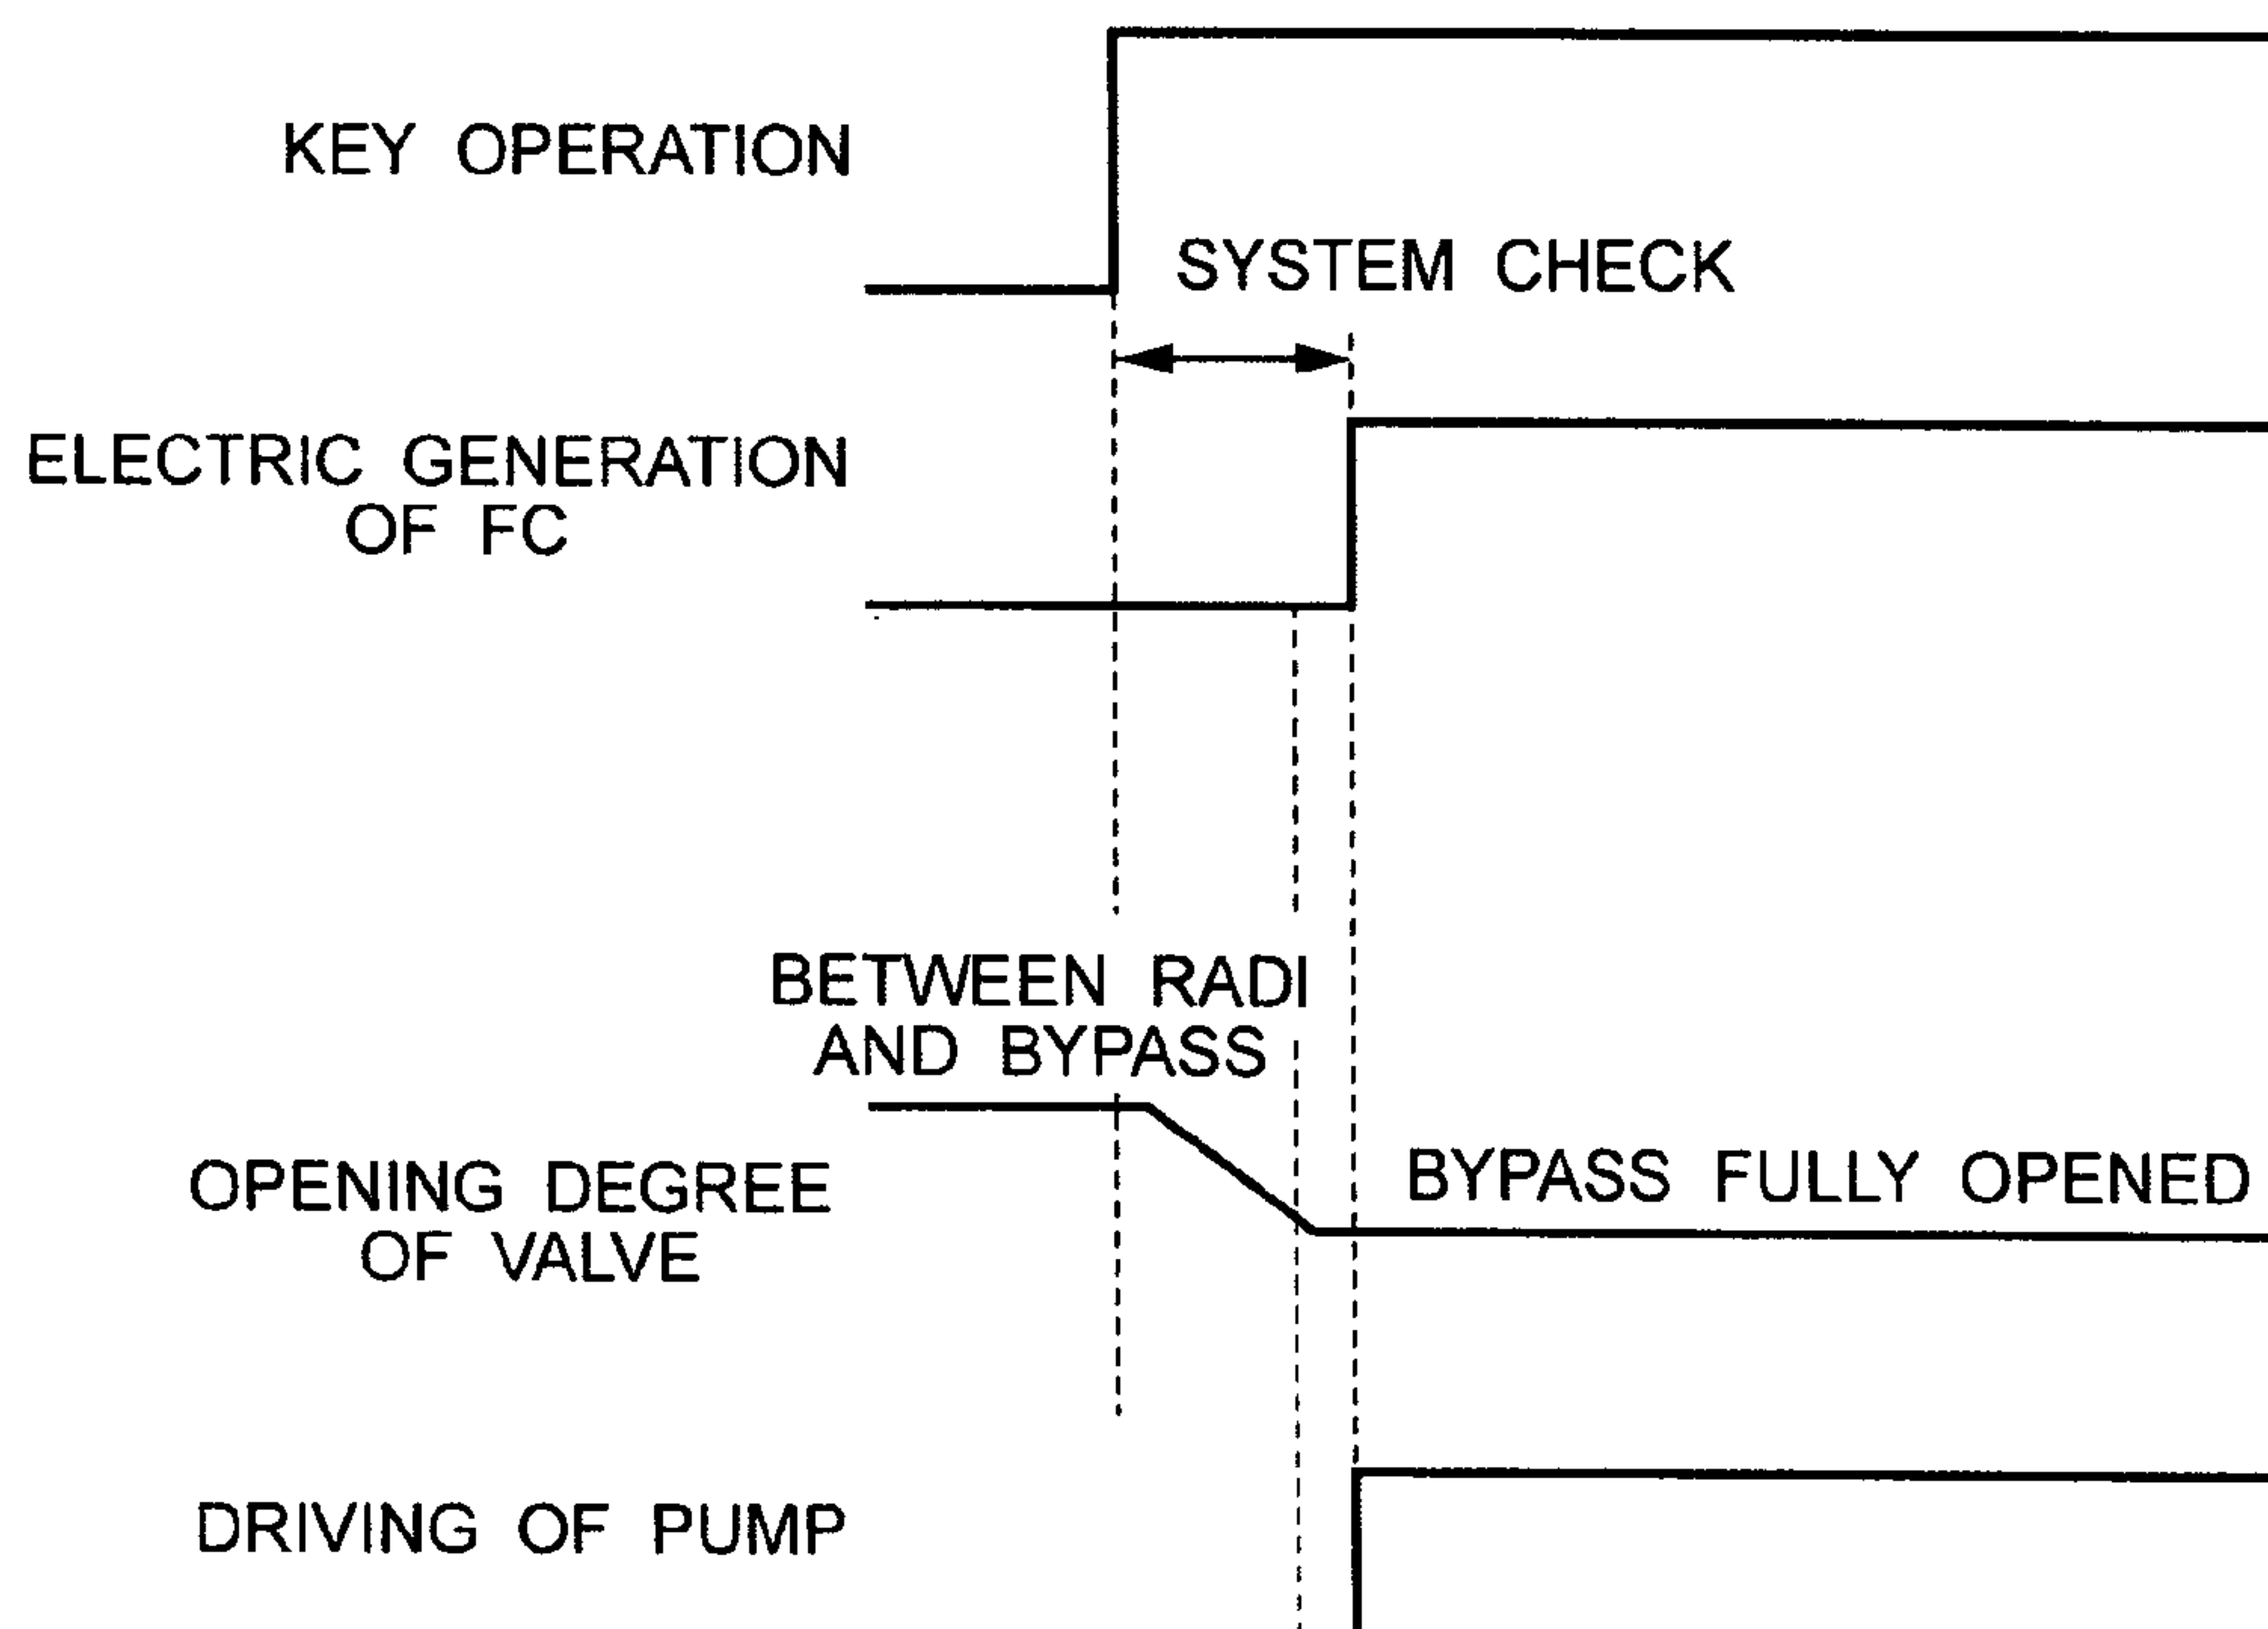 KEY OPERATION
SYSTEM CHECK
ELECTRIC GENERATION
OF FC
BETWEEN RADI
AND BYPASS
OPENING DEGREE
OF VALVE
BYPASS FULLY OPENED
DRIVING OF PUMP